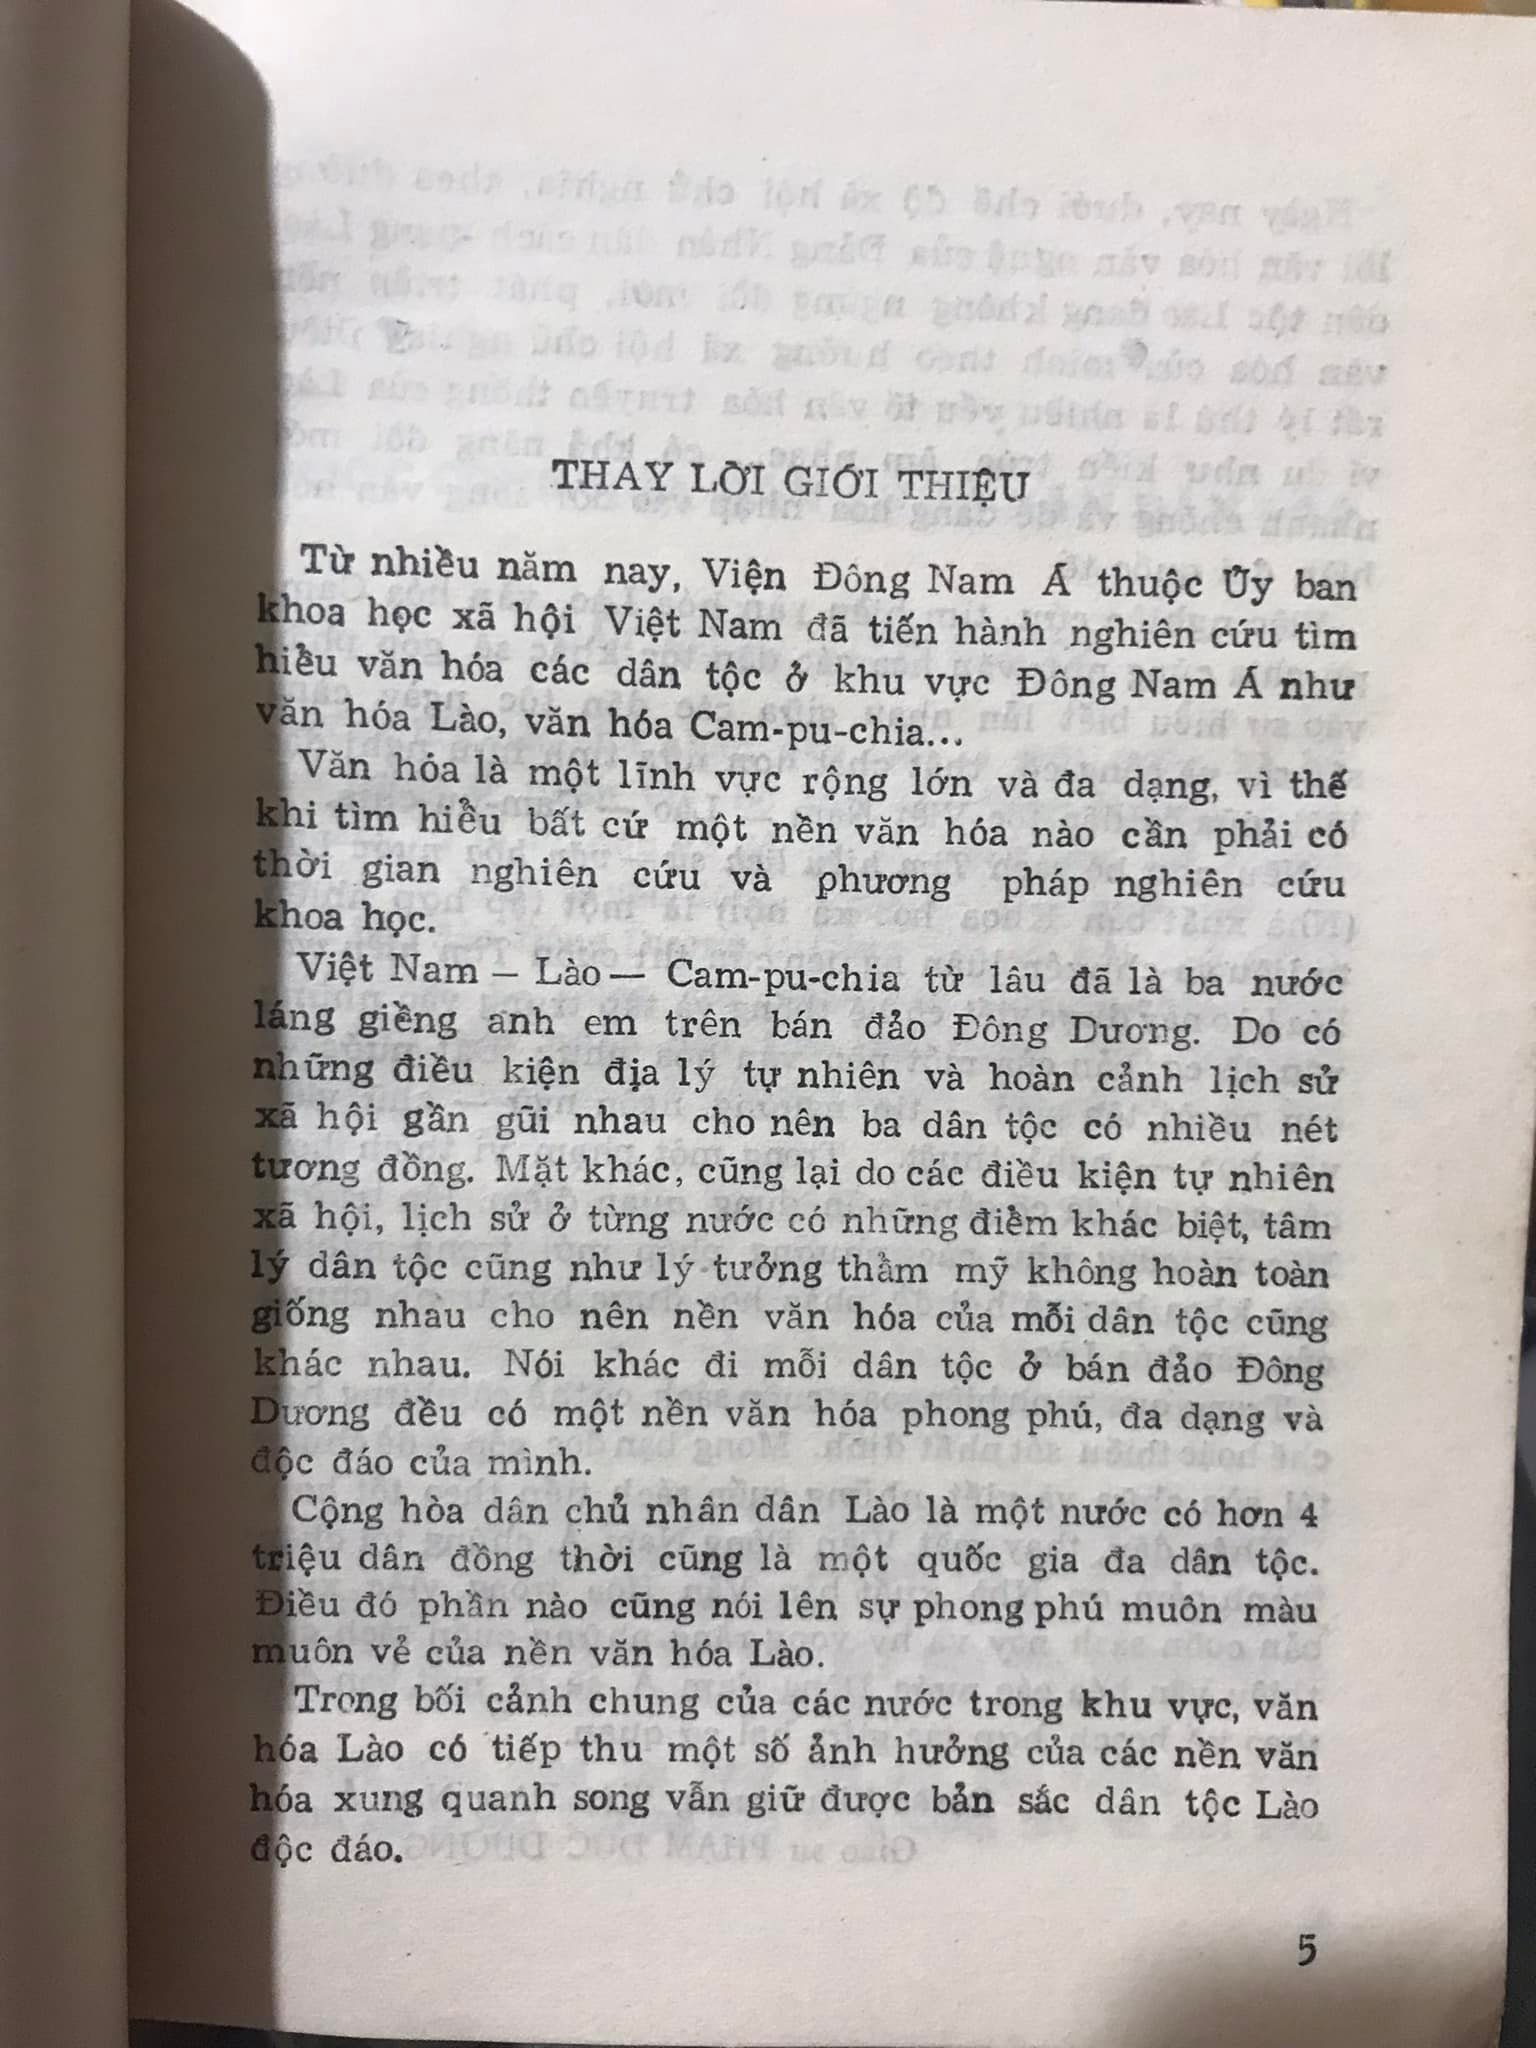 THAY LỜI GIỚI THIỆU
Từ nhiều năm nay, Viện Đông Nam Á thuộc Ủy ban
khoa học xã hội Việt Nam đã tiến hành nghiên cứu tìm
hiểu văn hóa các dân tộc ở khu vực Đông Nam Á như
văn hóa Lào, văn hóa Cam-pu-chia...
Văn hóa là một lĩnh vực rộng lớn và đa dạng, vì thế
khi tìm hiểu bất cứ một nền văn hóa nào cần phải có
thời gian nghiên cứu và phương pháp nghiên cứu
khoa học.
Việt Nam — Lào — Cam-pu-chia từ lâu đã là ba nước
láng giềng anh em trên bán đảo Đông Dương. Do có
những điều kiện địa lý tự nhiên và hoàn cảnh lịch sử
xã hội gần gũi nhau cho nên ba dân tộc có nhiều nét
tương đồng. Mặt khác, cũng lại do các điều kiện tự nhiên
xã hội, lịch sử ở từng nước có những điểm khác biệt, tâm
lý dân tộc cũng như lý tưởng thẩm mỹ không hoàn toàn
giống nhau cho nên nền văn hóa của mỗi dân tộc cũng
khác nhau. Nói khác đi mỗi dân tộc ở bán đảo Đông
Dương đều có một nền văn hóa phong phú, đa dạng và
độc đáo của mình.
Cộng hòa dân chủ nhân dân Lào là một nước có hơn 4
triệu dân đồng thời cũng là một quốc gia đa dân tộc.
Điều đó phần nào cũng nói lên sự phong phú muôn màu
muôn vẻ của nền văn hóa Lào.
Trong bối cảnh chung của các nước trong khu vực, văn
hóa Lào có tiếp thu một số ảnh hưởng của các nền văn
hóa xung quanh song vẫn giữ được bản sắc dân tộc Lào
độc đáo.
5